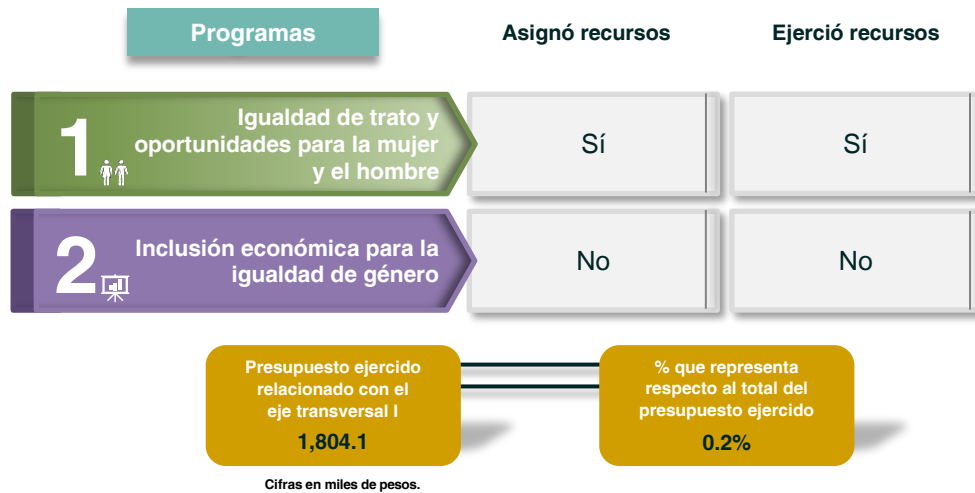 Programas
Asignó recursos
Ejerció recursos
1
Igualdad de trato y
oportunidades para la mujer
y el hombre
Sí
Sí
2
Inclusión económica para la
igualdad de género
No
No
Presupuesto ejercido
relacionado con el
eje transversal I
1,804.1
% que representa
respecto al total del
presupuesto ejercido
0.2%
Cifras en miles de pesos.